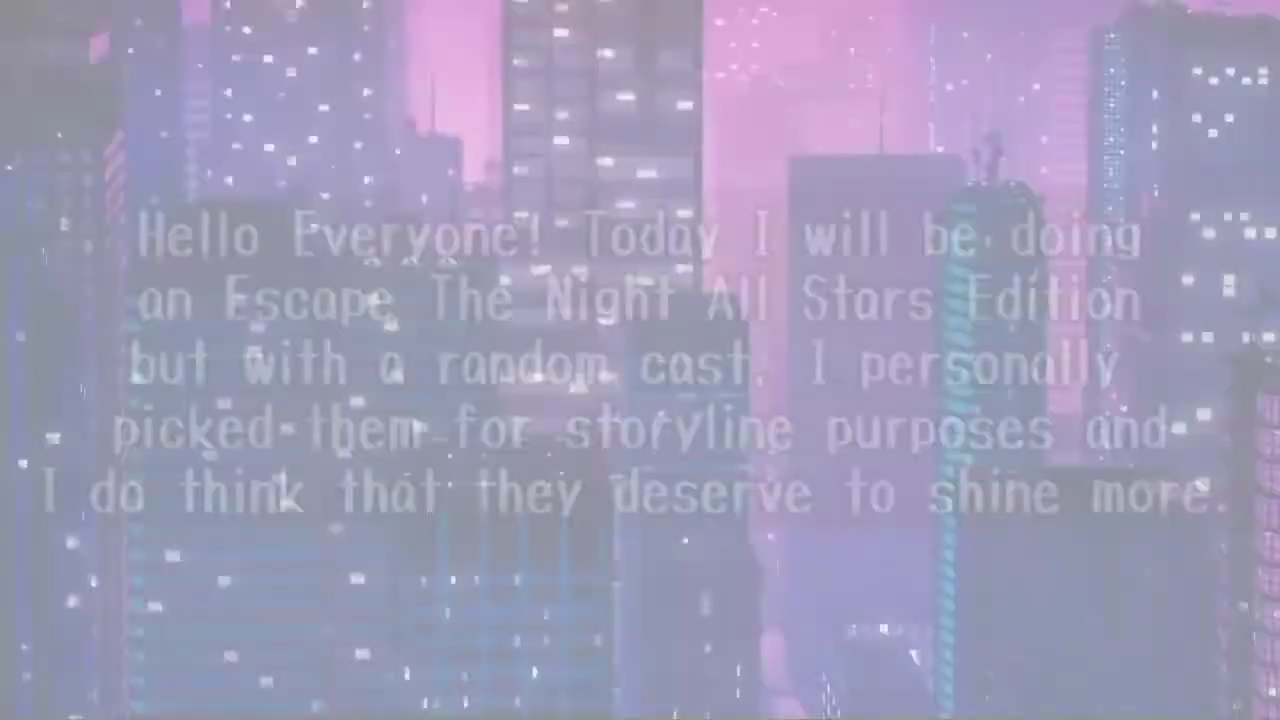 Hello Everyone! Today I will be doing
an Escape The Night All Stars Edition
but with a random cast. I personally
picked them for storyline purposes and
I do think that they deserve to shine more.